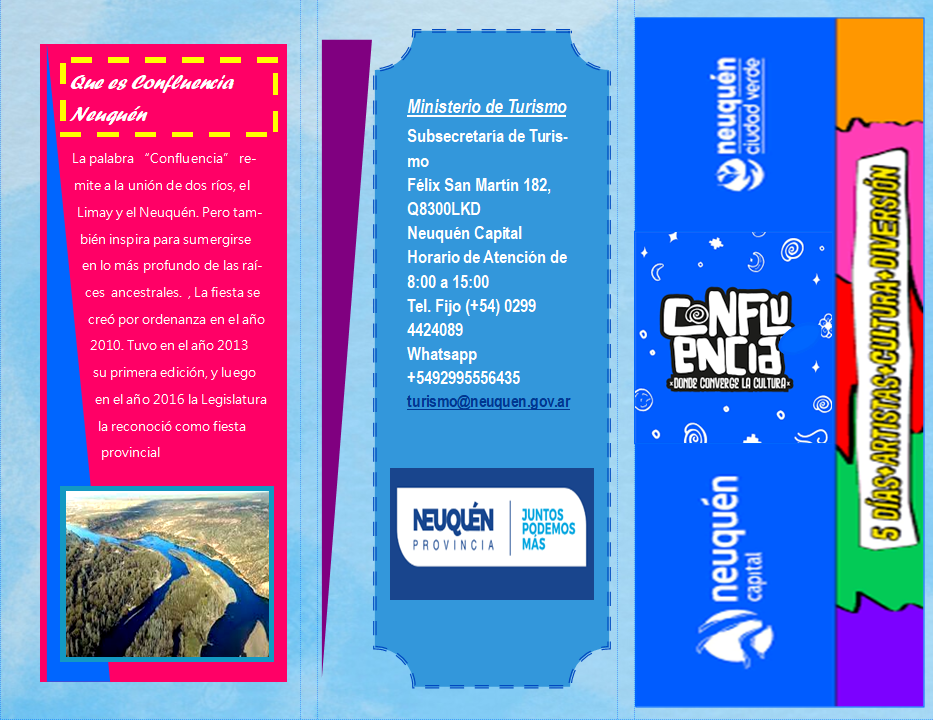 Que es Confluencia
Neuquén
La palabra “Confluencia” re-
mite a la unión de dos ríos, el
Limay y el Neuquén. Pero tam-
bién inspira para sumergirse
en lo más profundo de las raí-
ces ancestrales. , La fiesta se
creó por ordenanza en el año
2010. Tuvo en el año 2013
su primera edición, y luego
en el año 2016 la Legislatura
la reconoció como fiesta
provincial
Ministerio de Turismo
Subsecretaria de Turis-
mo
Félix San Martín 182,
Q8300LKD
Neuquén Capital
Horario de Atención de
8:00 a 15:00
Tel. Fijo (+54) 0299
4424089
Whatsapp
+5492995556435
turismo@neuquen.gov.ar
NEUQUÉN
PROVINCIA
JUNTOS
PODEMOS
MÁS
neuquén
ciudad verde
CONFLU
ENCIA
DONDE CONVERGE LA CULTURA
neuquén
capital
5 DÍAS+ARTISTAS+CULTURA+DIVERSIÓN